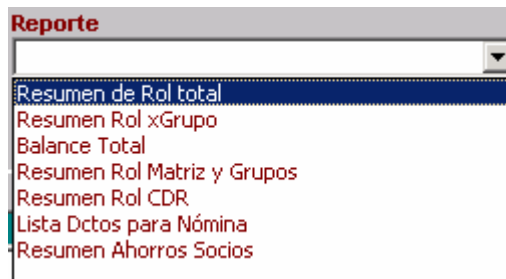 Reporte
Resumen de Rol total
Resumen Rol xGrupo
Balance Total
Resumen Rol Matriz y Grupos
Resumen Rol CDR
Lista Dctos para Nómina
Resumen Ahorros Socios